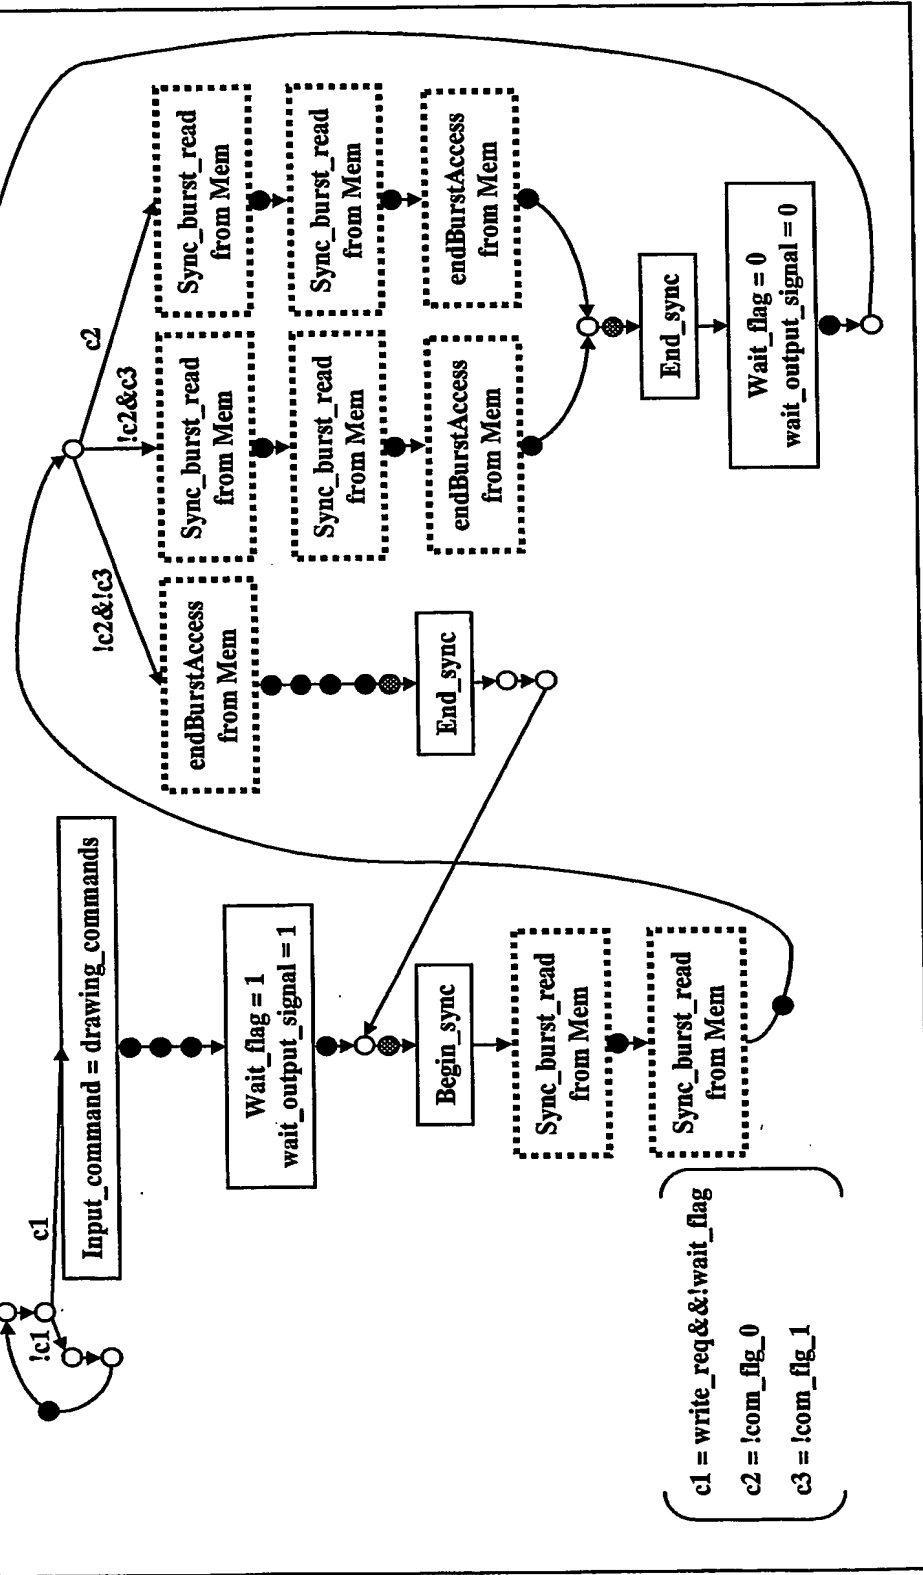 !c1
c1
Input_command = drawing_commands
Wait_flag = 1
wait_output_signal = 1
Begin_sync
Sync_burst_read
from Mem
Sync_burst_read
from Mem
!c2&!c3
!c2&c3
c2
endBurstAccess
from Mem
End_sync
Sync_burst_read
from Mem
Sync_burst_read
from Mem
endBurstAccess
from Mem
Sync_burst_read
from Mem
Sync_burst_read
from Mem
endBurstAccess
from Mem
End_sync
Wait_flag = 0
wait_output_signal = 0
c1 = write_req&&!wait_flag
c2 = !com_flg_0
c3 = !com_flg_1